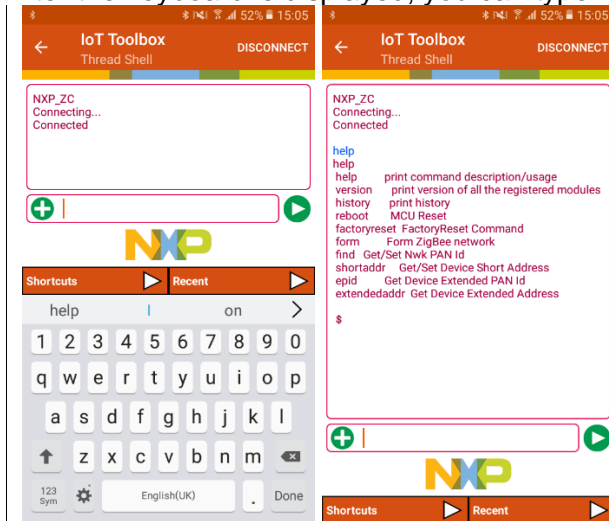 52% 15:05
IoT Toolbox
Thread Shell
DISCONNECT
NXP_ZC
Connecting...
Connected
NXP
Shortcuts
Recent
help I on
1 2 3 4 5 6 7 8 9 0
q w e r t y u i o p
a s d f g h j k l
z x c v b n m
123
Sym
English(UK)
.
Done
52% 15:05
IoT Toolbox
Thread Shell
DISCONNECT
NXP_ZC
Connecting...
Connected
help
help
help print command description/usage
version print version of all the registered modules
history print history
reboot MCU Reset
factoryreset FactoryReset Command
form Form ZigBee network
find Get/Set Nwk PAN Id
shortaddr Get/Set Device Short Address
epid Get Device Extended PAN Id
extendedaddr Get Device Extended Address
$
NXP
Shortcuts
Recent